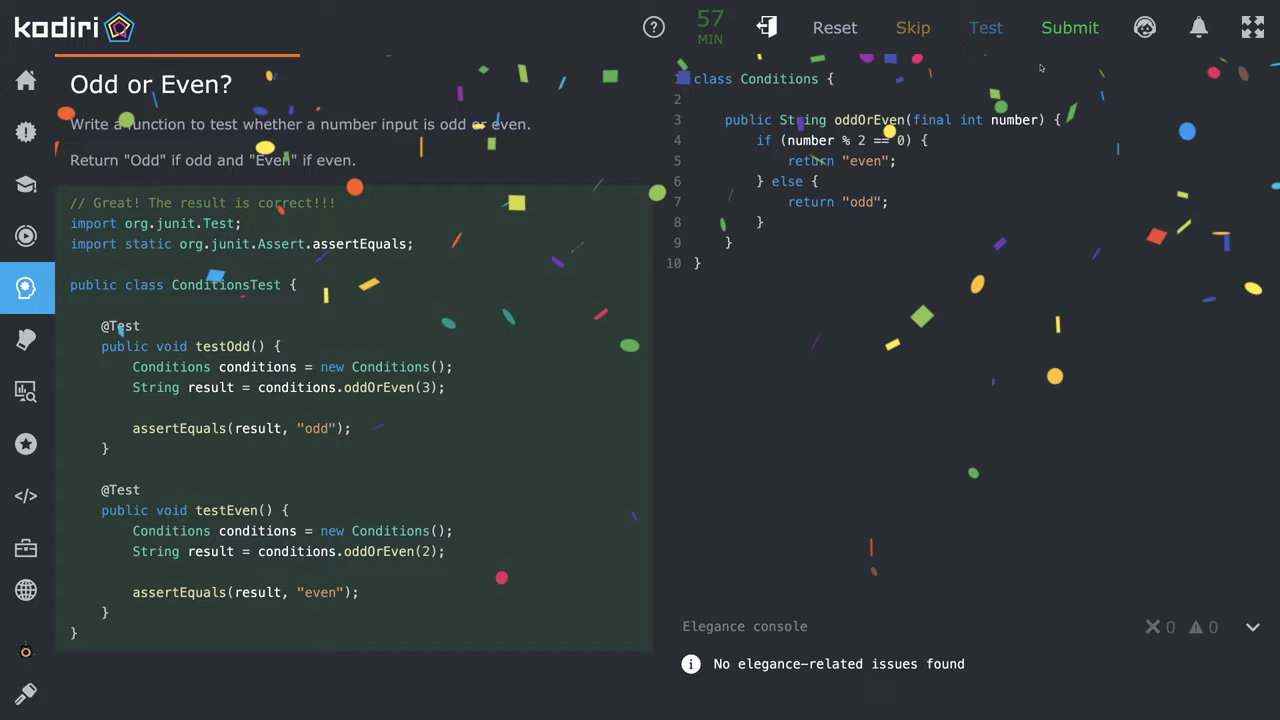 kodiri
57
MIN
Reset
Skip
Test
Submit
Odd or Even?
Write a function to test whether a number input is odd or even.
Return "Odd" if odd and "Even" if even.
// Great! The result is correct!!!
import org.junit.Test;
import static org.junit.Assert.assertEquals;
public class ConditionsTest {
@Test
public void testOdd() {
Conditions conditions = new Conditions();
String result = conditions.oddOrEven(3);
assertEquals(result, "odd");
}
@Test
public void testEven() {
Conditions conditions = new Conditions();
String result = conditions.oddOrEven(2);
assertEquals(result, "even");
}
}
1 class Conditions {
2
3 public String oddOrEven(final int number) {
4 if (number % 2 == 0) {
5 return "even";
6 } else {
7 return "odd";
8 }
9 }
10 }
Elegance console
0
0
No elegance-related issues found